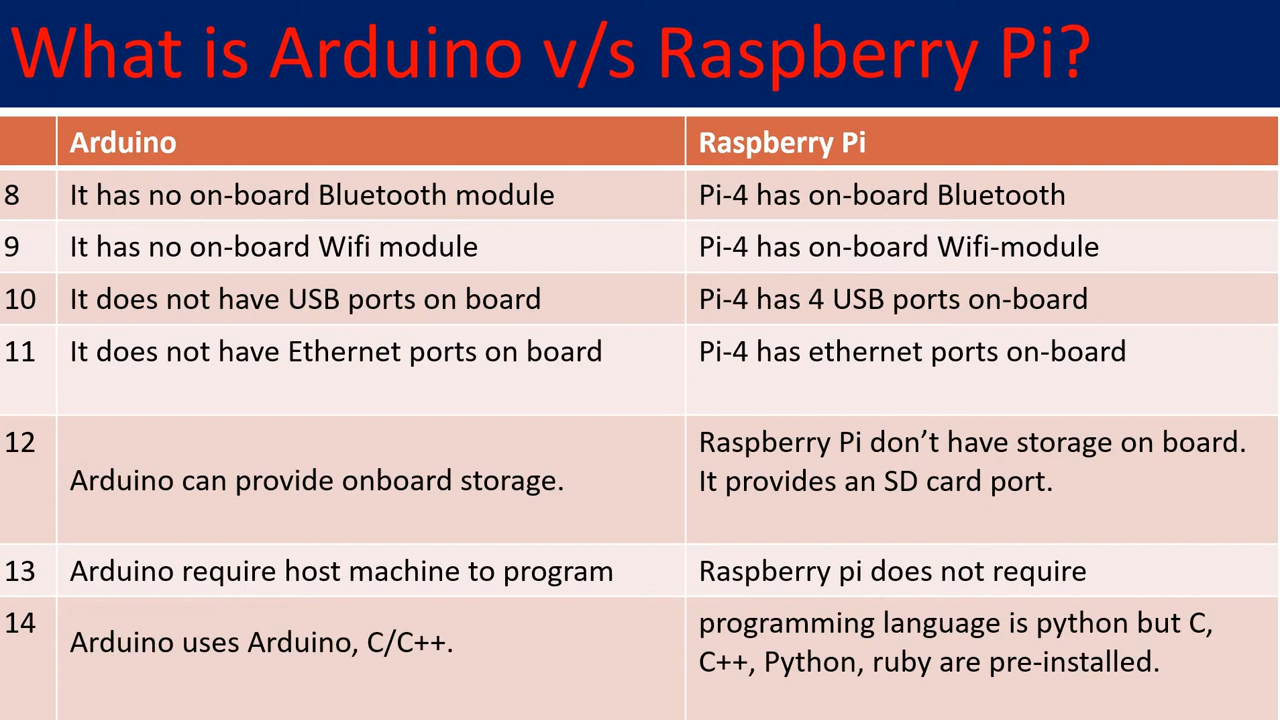 What is Arduino v/s Raspberry Pi?
Arduino Raspberry Pi
8 It has no on-board Bluetooth module Pi-4 has on-board Bluetooth
9 It has no on-board Wifi module Pi-4 has on-board Wifi-module
10 It does not have USB ports on board Pi-4 has 4 USB ports on-board
11 It does not have Ethernet ports on board Pi-4 has ethernet ports on-board
12 Arduino can provide onboard storage. Raspberry Pi don’t have storage on board.
It provides an SD card port.
13 Arduino require host machine to program Raspberry pi does not require
14 Arduino uses Arduino, C/C++. programming language is python but C,
C++, Python, ruby are pre-installed.